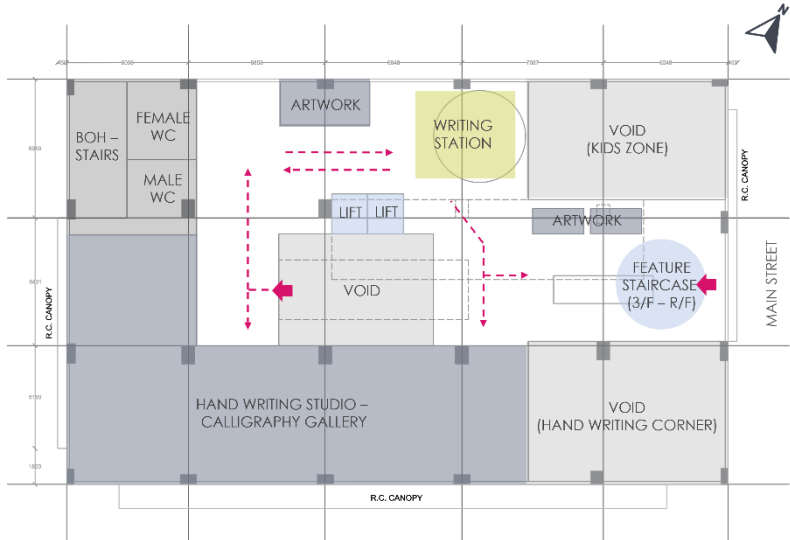 N
ARTWORK
FEMALE
WC
BOH –
STAIRS
MALE
WC
WRITING
STATION
VOID
(KIDS ZONE)
R.C. CANOPY
LIFT
LIFT
ARTWORK
VOID
FEATURE
STAIRCASE
(3/F – R/F)
MAIN STREET
R.C. CANOPY
HAND WRITING STUDIO –
CALLIGRAPHY GALLERY
VOID
(HAND WRITING CORNER)
R.C. CANOPY